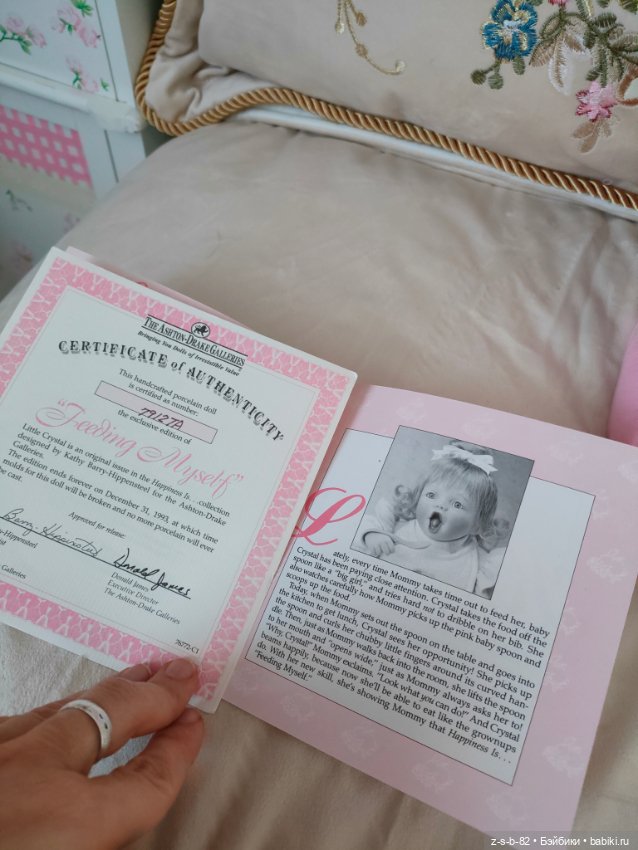 THE ASHTON-DRAKE GALLERIES
Bringing You Dolls of Irresistible Value
CERTIFICATE of AUTHENTICITY
This handcrafted porcelain doll
is certified as number:
7912TA
the exclusive edition of
"Feeding Myself"
Little Crystal is an original issue in the Happiness Is. . .collection
designed by Kathy Barry-Hippensteel for the Ashton-Drake
Galleries.
The edition ends forever on December 31, 1993, at which time
molds for this doll will be broken and no more porcelain will ever
be cast.
Approved for release:
Barry-Hippensteel Donald James
Hippensteel
Donald James
Executive Director
The Ashton-Drake Galleries
Galleries
76772-C1
Lately, every time Mommy takes time out to feed her, baby
Crystal has been paying close attention. Crystal takes the food off the
spoon like a "big girl," and tries hard not to dribble on her bib. She
also watches carefully how Mommy picks up the pink baby spoon and
scoops up the food.
Today, when Mommy sets out the spoon on the table and goes into
the kitchen to get lunch, Crystal sees her opportunity! She picks up
the spoon and curls her chubby little fingers around its curved han-
dle. Then, just as Mommy walks back into the room, she lifts the spoon
to her mouth and "opens wide," just as Mommy always asks her to!
"Why, Crystal!" Mommy exclaims. "Look what you can do!" And Crystal
beams happily, because now she'll be able to eat like the grownups
do. With her new skill, she's showing Mommy that Happiness Is. . .
"Feeding Myself."
z-s-b-82 • Бэйбики • babiki.ru